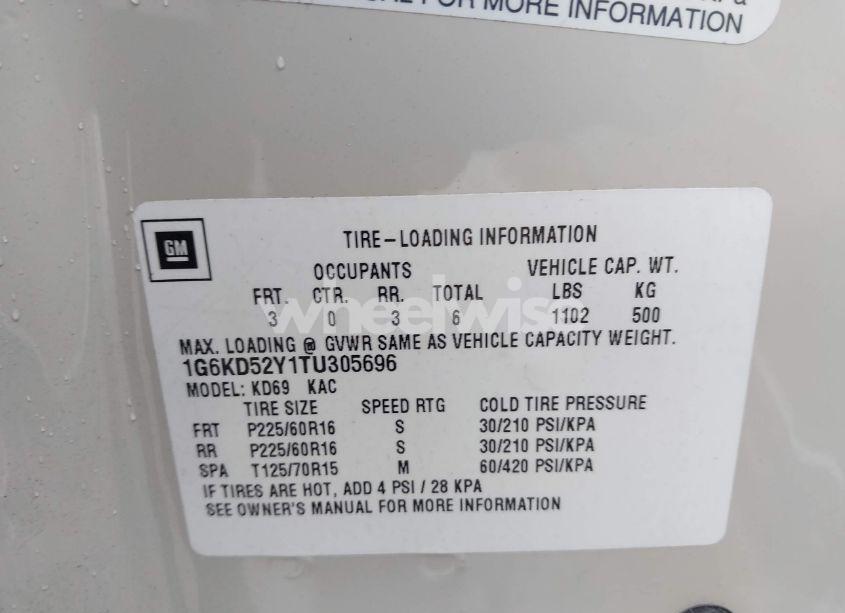 FOR MORE INFORMATION
GM
TIRE-LOADING INFORMATION
OCCUPANTS VEHICLE CAP. WT.
FRT. CTR. RR. TOTAL LBS KG
3 0 3 6 1102 500
wheelwise
MAX. LOADING @ GVWR SAME AS VEHICLE CAPACITY WEIGHT.
1G6KD52Y1TU305696
MODEL: KD69 KAC
TIRE SIZE SPEED RTG COLD TIRE PRESSURE
FRT P225/60R16 S 30/210 PSI/KPA
RR P225/60R16 S 30/210 PSI/KPA
SPA T125/70R15 M 60/420 PSI/KPA
IF TIRES ARE HOT, ADD 4 PSI / 28 KPA
SEE OWNER'S MANUAL FOR MORE INFORMATION